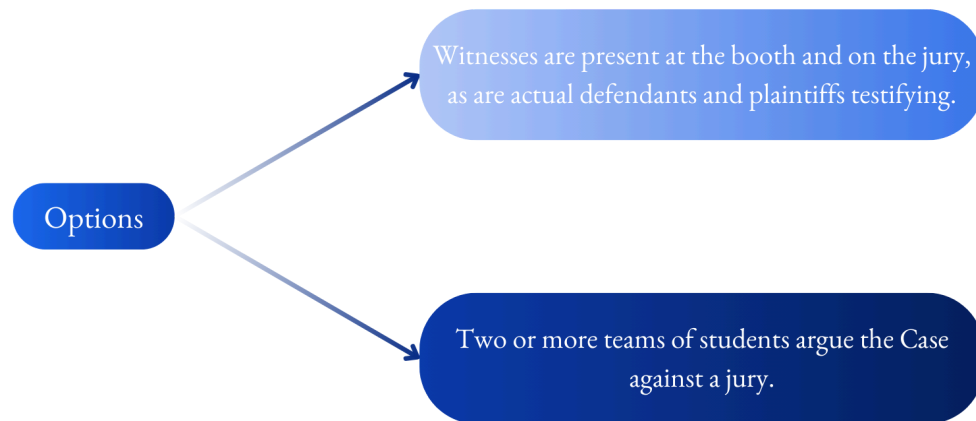 Witnesses are present at the booth and on the jury,
as are actual defendants and plaintiffs testifying.
Options
Two or more teams of students argue the Case
against a jury.